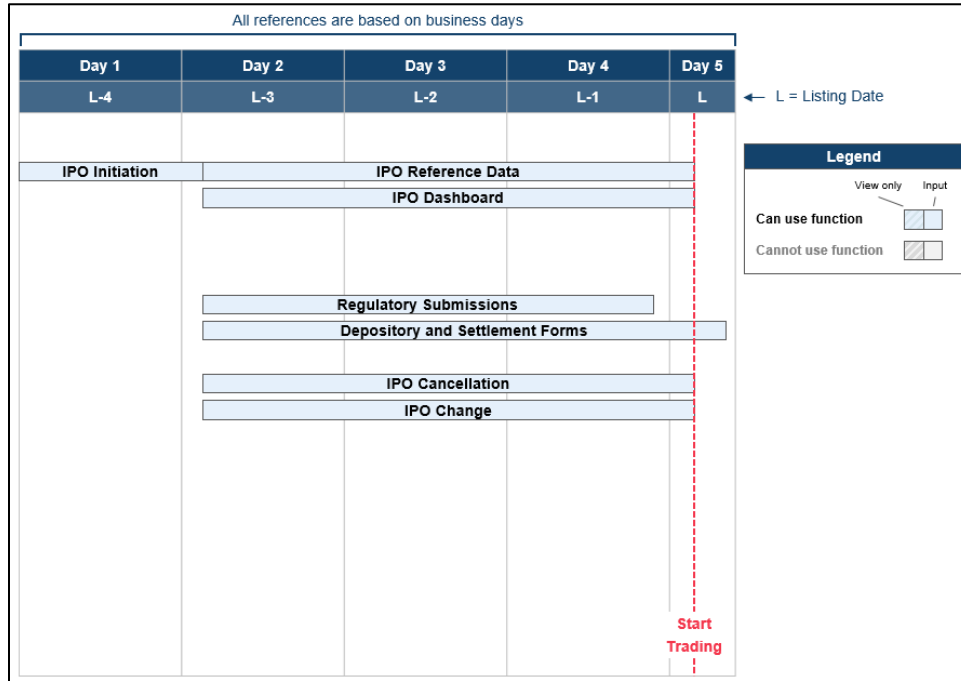 All references are based on business days
Day 1 Day 2 Day 3 Day 4 Day 5
L-4 L-3 L-2 L-1 L
L = Listing Date
IPO Initiation IPO Reference Data
IPO Dashboard
Regulatory Submissions
Depository and Settlement Forms
IPO Cancellation
IPO Change
Start
Trading
Legend
View only Input
Can use function
Cannot use function